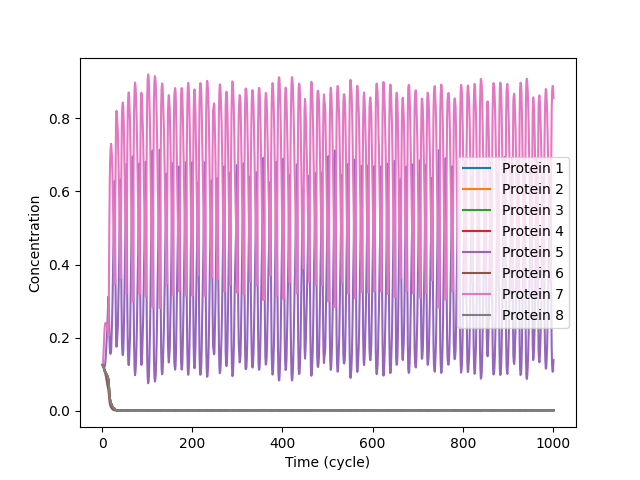 Concentration
0.8
0.6
0.4
0.2
0.0
Protein 1
Protein 2
Protein 3
Protein 4
Protein 5
Protein 6
Protein 7
Protein 8
0 200 400 600 800 1000
Time (cycle)